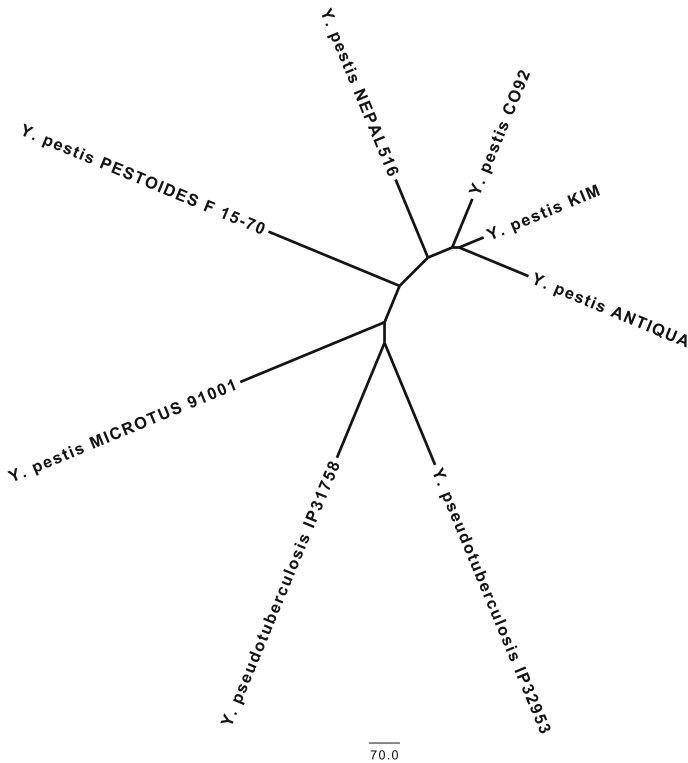 Y. pestis NEPAL516
Y. pestis CO92
Y. pestis KIM
Y. pestis ANTIQUA
Y. pestis PESTOIDES F 15-70
Y. pestis MICROTUS 91001
Y. pseudotuberculosis IP31758
Y. pseudotuberculosis IP32953
70.0